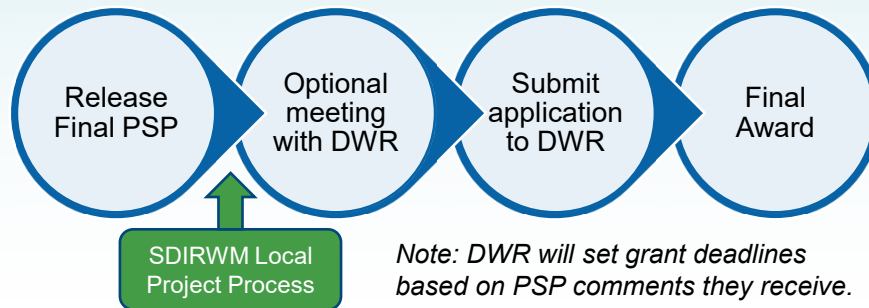 Release
Final PSP
Optional
meeting
with DWR
Submit
application
to DWR
Final
Award
SDIRWM Local
Project Process
Note: DWR will set grant deadlines
based on PSP comments they receive.